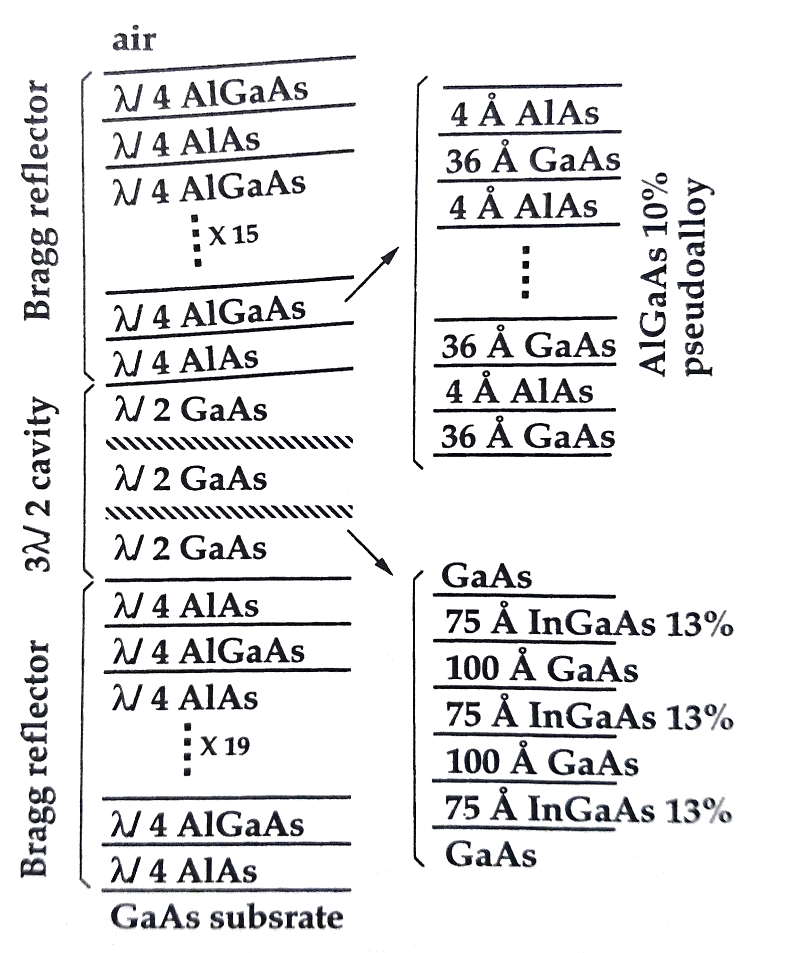 air
λ/ 4 AlGaAs
λ/ 4 AlAs
λ/ 4 AlGaAs
X 15
λ/ 4 AlGaAs
λ/ 4 AlAs
λ/ 2 GaAs
λ/ 2 GaAs
λ/ 2 GaAs
λ/ 4 AlAs
λ/ 4 AlGaAs
λ/ 4 AlAs
X 19
λ/ 4 AlGaAs
λ/ 4 AlAs
GaAs subsrate
Bragg reflector
3λ/ 2 cavity
Bragg reflector
4 Å AlAs
36 Å GaAs
4 Å AlAs
36 Å GaAs
4 Å AlAs
36 Å GaAs
AlGaAs 10%
pseudoalloy
GaAs
75 Å InGaAs 13%
100 Å GaAs
75 Å InGaAs 13%
100 Å GaAs
75 Å InGaAs 13%
GaAs